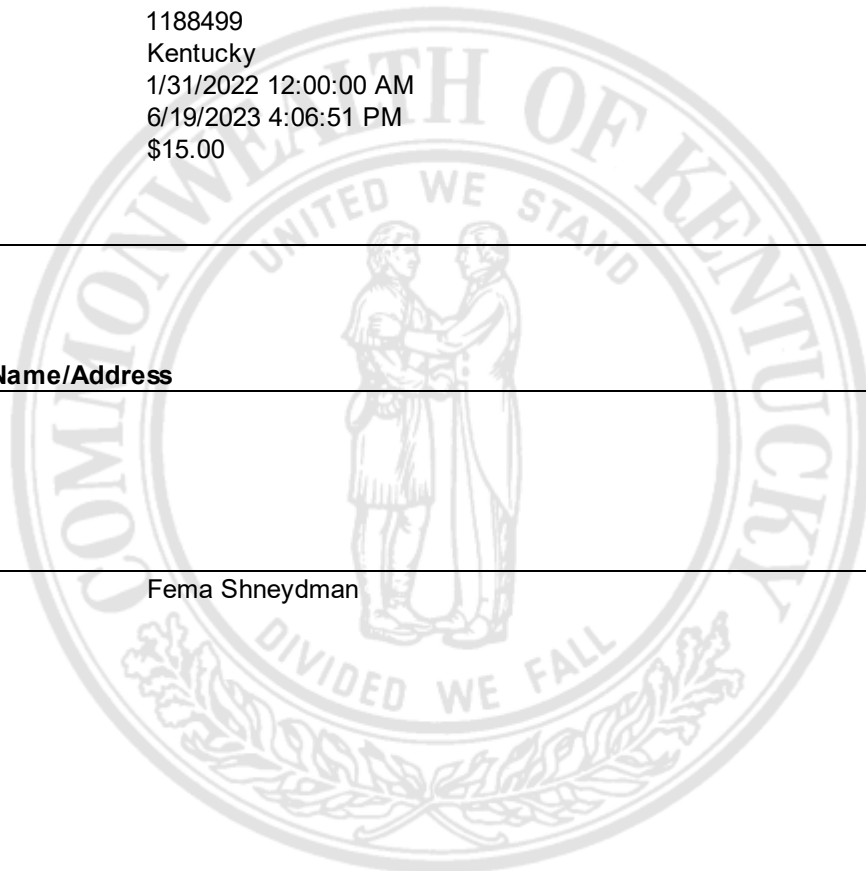 1188499
Kentucky
1/31/2022 12:00:00 AM
6/19/2023 4:06:51 PM
$15.00
COMMONWEALTH OF KENTUCKY
UNITED WE STAND
Name/Address
Fema Shneydman
DIVIDED WE FALL